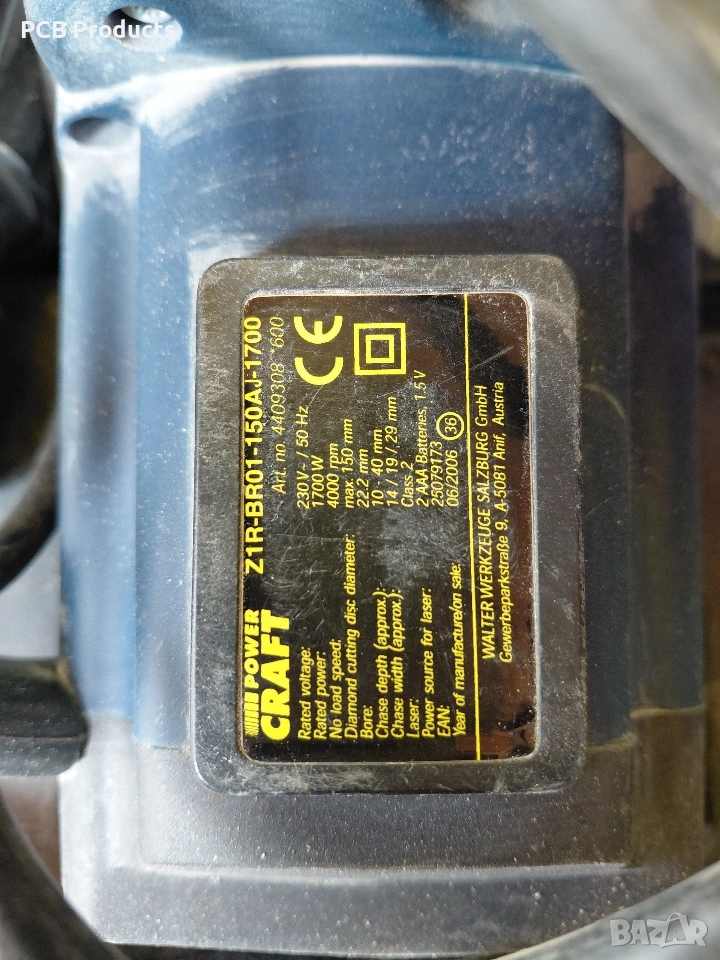 PCB Products
POWER CRAFT Z1R-BR01-150AJ-1700
Art. no. 4409308 600
Rated voltage: 230 V~ / 50 Hz
Rated power: 1700 W
No load speed: 4000 rpm
Diamond cutting disc diameter: max. 150 mm
Bore: 22.2 mm
Chase depth (approx.): 10 / 40 mm
Chase width (approx.): 14 / 19 / 29 mm
Laser: Class 2
Power source for laser: 2 AAA-Batteries, 1.5 V
EAN: 25079173
Year of manufacture/on sale: 06/2006 36
CE
WALTER WERKZEUGE SALZBURG GmbH
Gewerbeparkstraße 9, A-5081 Anif, Austria
BAZAR